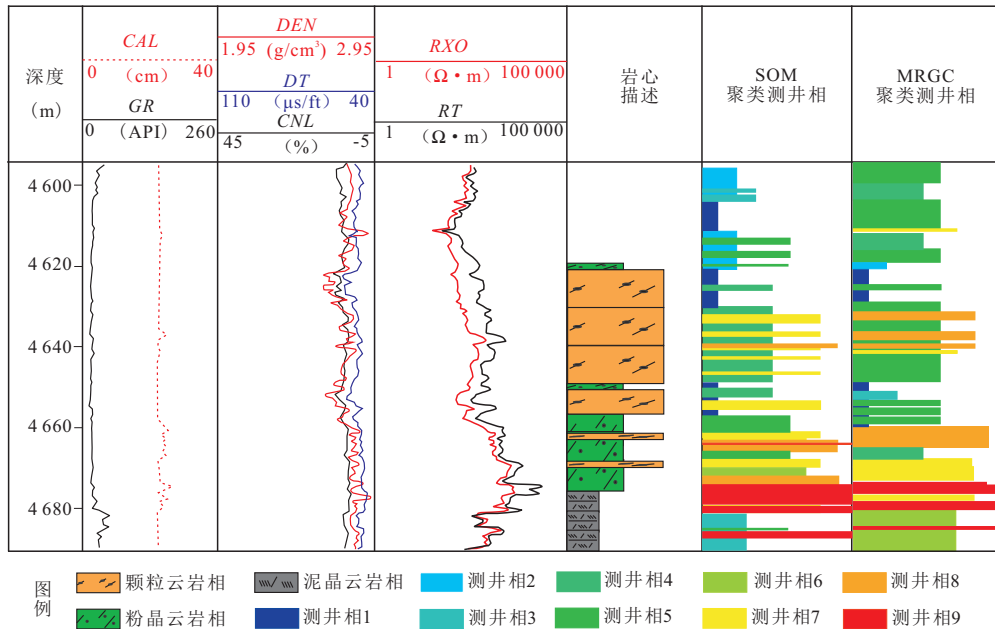 深度
（m）
CAL
0 （cm） 40
GR
0 （API） 260
DEN
1.95 (g/cm³) 2.95
DT
110 （μs/ft） 40
CNL
45 （%） -5
RXO
1 （Ω • m） 100 000
RT
1 （Ω • m） 100 000
岩心
描述
SOM
聚类测井相
MRGC
聚类测井相
4 600
4 620
4 640
4 660
4 680
图例
颗粒云岩相 泥晶云岩相 测井相2 测井相4 测井相6 测井相8
粉晶云岩相 测井相1 测井相3 测井相5 测井相7 测井相9